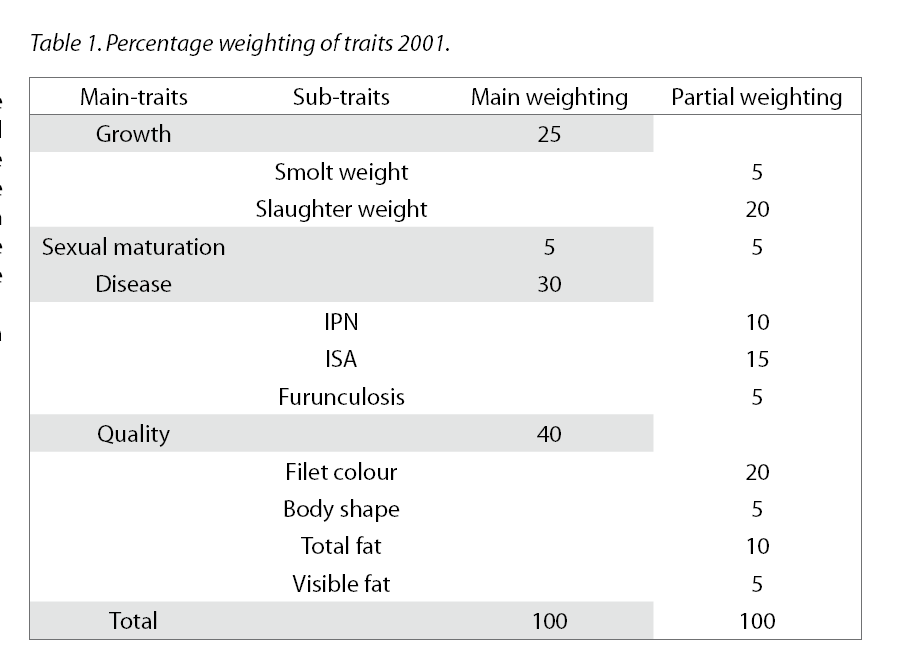 Table 1. Percentage weighting of traits 2001.
Main-traits Sub-traits Main weighting Partial weighting
Growth 25
Smolt weight 5
Slaughter weight 20
Sexual maturation 5 5
Disease 30
IPN 10
ISA 15
Furunculosis 5
Quality 40
Filet colour 20
Body shape 5
Total fat 10
Visible fat 5
Total 100 100